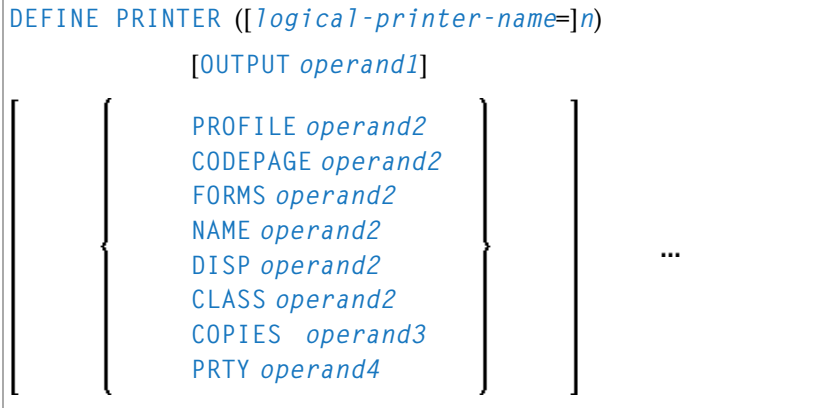 DEFINE PRINTER ([logical-printer-name=]n)
[OUTPUT operand1]
PROFILE operand2
CODEPAGE operand2
FORMS operand2
NAME operand2
DISP operand2
CLASS operand2
COPIES operand3
PRTY operand4
...